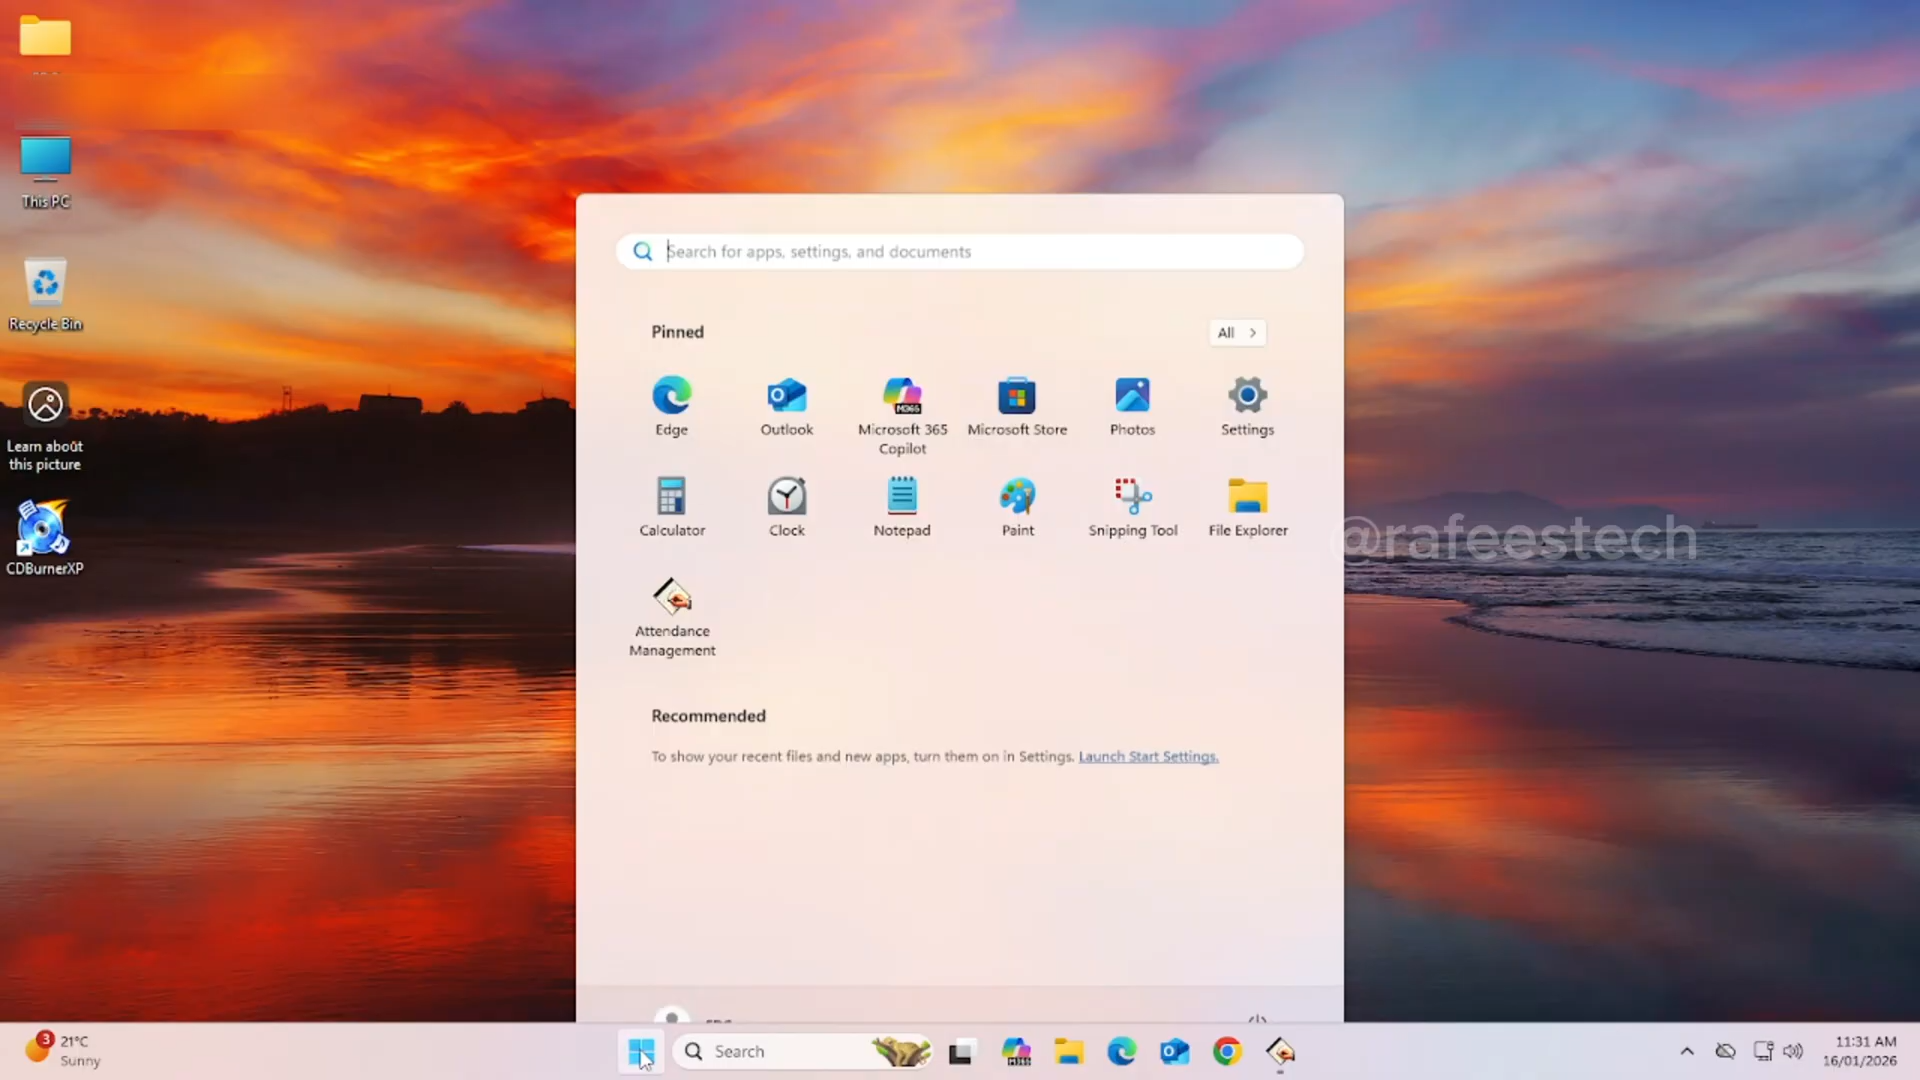 This PC
Recycle Bin
Learn about
this picture
CDBurnerXP
Search for apps, settings, and documents
Pinned
All
Edge
Outlook
M365
Microsoft 365
Copilot
Microsoft Store
Photos
Settings
Calculator
Clock
Notepad
Paint
Snipping Tool
File Explorer
@rafeestech
Attendance
Management
Recommended
To show your recent files and new apps, turn them on in Settings. Launch Start Settings.
3
21°C
Sunny
Search
M365
11:31 AM
16/01/2026